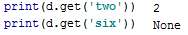 print(d.get('two')) 2
print(d.get('six')) None